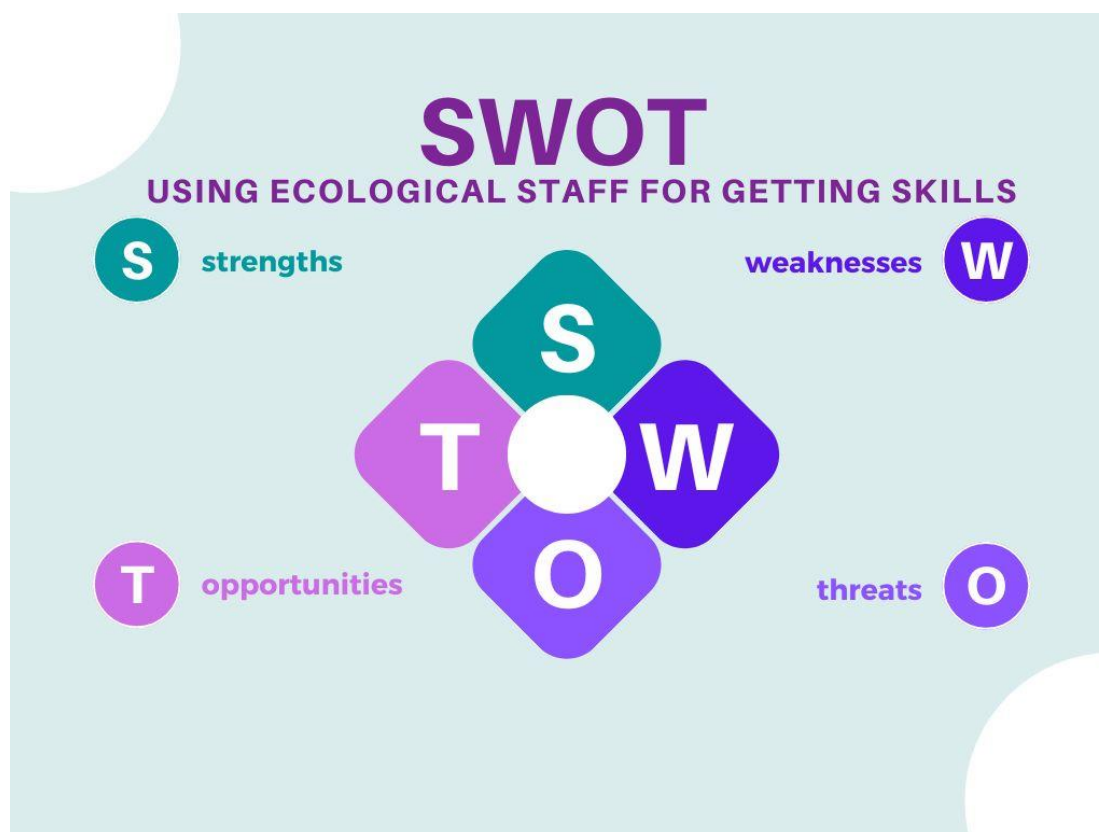 SWOT
USING ECOLOGICAL STAFF FOR GETTING SKILLS
S strengths
weaknesses W
S
T
W
O
T opportunities
threats O